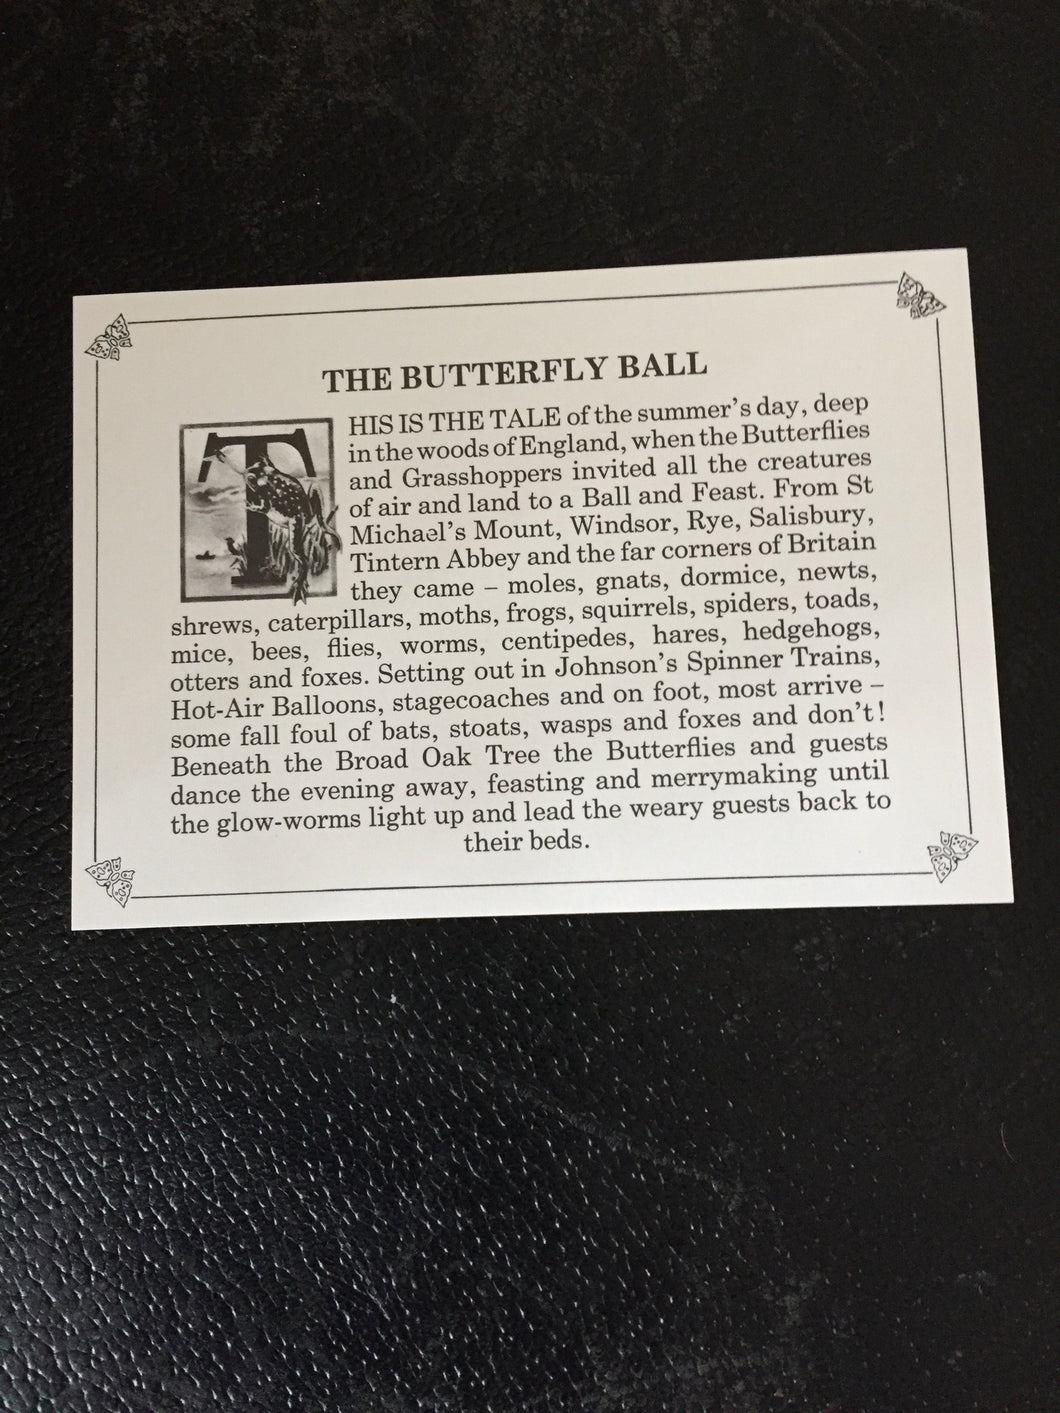 THE BUTTERFLY BALL
THIS IS THE TALE of the summer's day, deep
in the woods of England, when the Butterflies
and Grasshoppers invited all the creatures
of air and land to a Ball and Feast. From St
Michael's Mount, Windsor, Rye, Salisbury,
Tintern Abbey and the far corners of Britain
they came – moles, gnats, dormice, newts,
shrews, caterpillars, moths, frogs, squirrels, spiders, toads,
mice, bees, flies, worms, centipedes, hares, hedgehogs,
otters and foxes. Setting out in Johnson's Spinner Trains,
Hot-Air Balloons, stagecoaches and on foot, most arrive –
some fall foul of bats, stoats, wasps and foxes and don't!
Beneath the Broad Oak Tree the Butterflies and guests
dance the evening away, feasting and merrymaking until
the glow-worms light up and lead the weary guests back to
their beds.